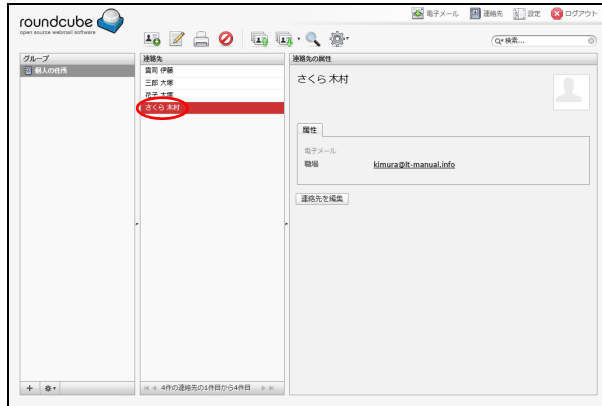 roundcube
open source webmail software
電子メール 連絡先 設定 ログアウト
検索...
グループ
個人の住所
連絡先
貴司 伊藤
三郎 大塚
花子 大塚
さくら 木村
4件の連絡先の1件目から4件目
連絡先の属性
さくら 木村
属性
電子メール
職場 kimura@lt-manual.info
連絡先を編集